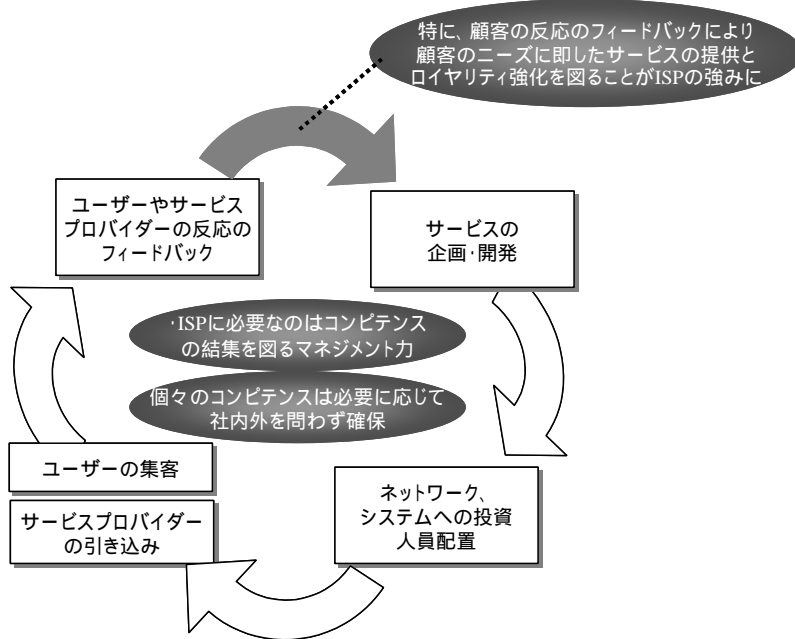 特に、顧客の反応のフィードバックにより
顧客のニーズに即したサービスの提供と
ロイヤリティ強化を図ることがISPの強みに
ユーザーやサービス
プロバイダーの反応の
フィードバック
サービスの
企画・開発
・ISPに必要なのはコンピテンス
の結集を図るマネジメント力
個々のコンピテンスは必要に応じて
社内外を問わず確保
ユーザーの集客
サービスプロバイダー
の引き込み
ネットワーク、
システムへの投資
人員配置